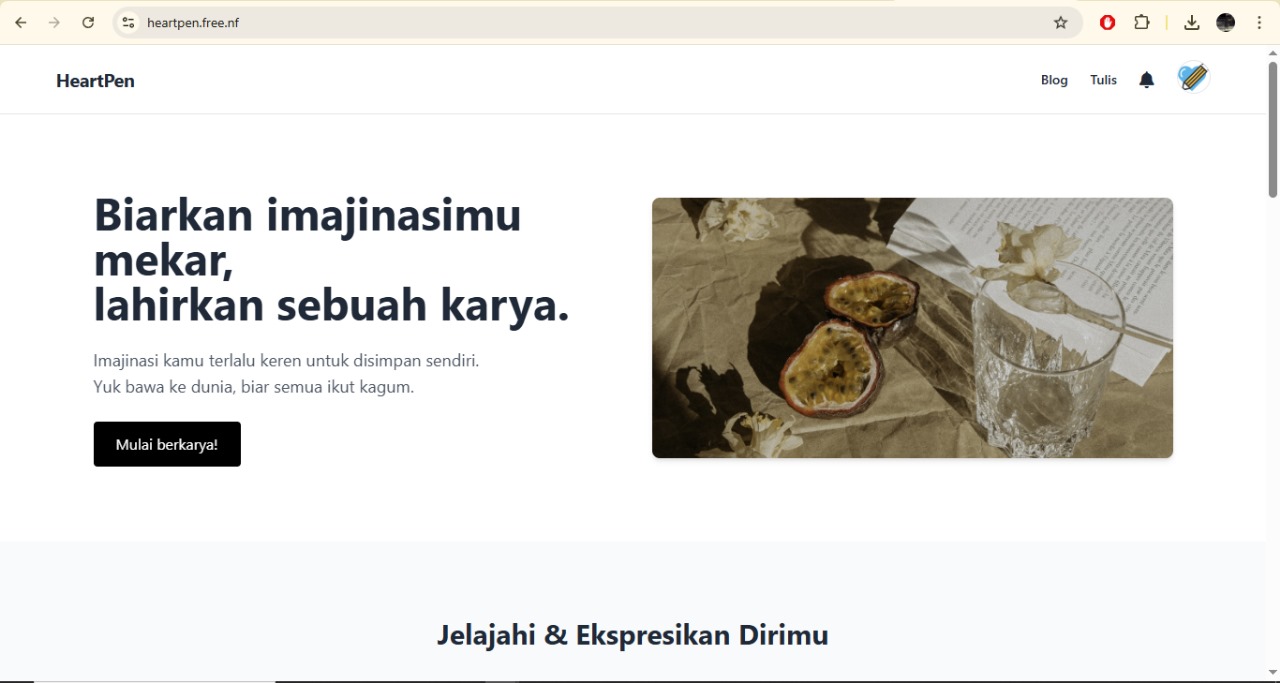 heartpen.free.nf
HeartPen
Blog
Tulis
Biarkan imajinasimu
mekar,
lahirkan sebuah karya.
Imajinasi kamu terlalu keren untuk disimpan sendiri.
Yuk bawa ke dunia, biar semua ikut kagum.
Mulai berkarya!
Jelajahi & Ekspresikan Dirimu